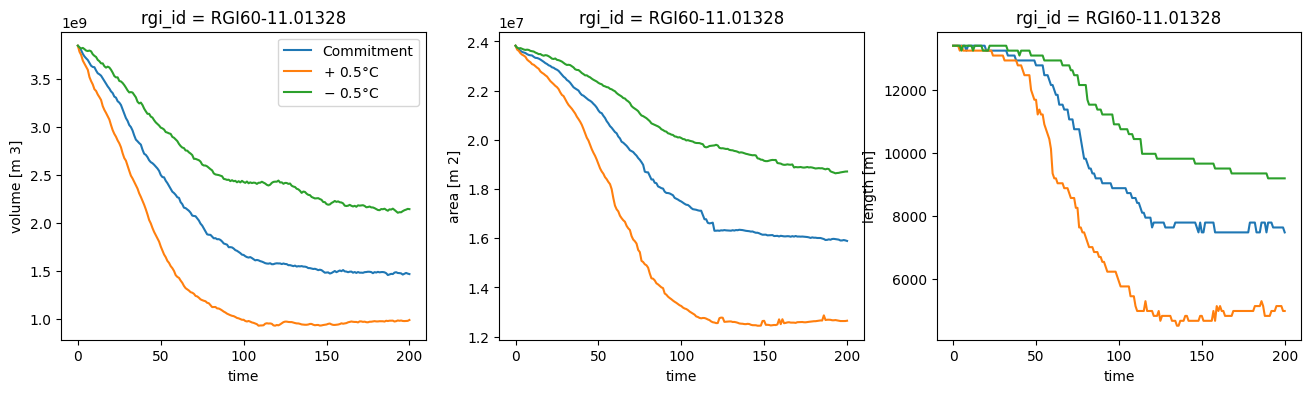 rgi_id = RGI60-11.01328
1e9
volume [m 3]
3.5
3.0
2.5
2.0
1.5
1.0
0
50
100
150
200
time
Commitment
+ 0.5°C
− 0.5°C
rgi_id = RGI60-11.01328
1e7
area [m 2]
2.4
2.2
2.0
1.8
1.6
1.4
1.2
0
50
100
150
200
time
rgi_id = RGI60-11.01328
length [m]
12000
10000
8000
6000
0
50
100
150
200
time